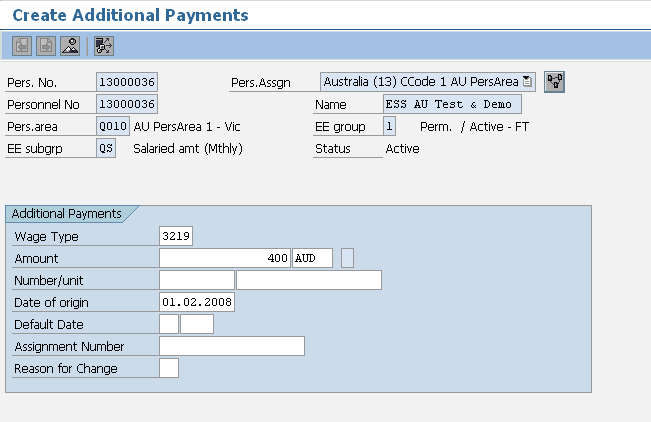 Create Additional Payments
Pers. No. 13000036 Pers.Assgn Australia (13) CCode 1 AU PersArea
Personnel No 13000036 Name ESS AU Test & Demo
Pers.area Q010 AU PersArea 1 - Vic EE group 1 Perm. / Active - FT
EE subgrp QS Salaried amt (Mthly) Status Active
Additional Payments
Wage Type 3219
Amount 400 AUD
Number/unit
Date of origin 01.02.2008
Default Date
Assignment Number
Reason for Change